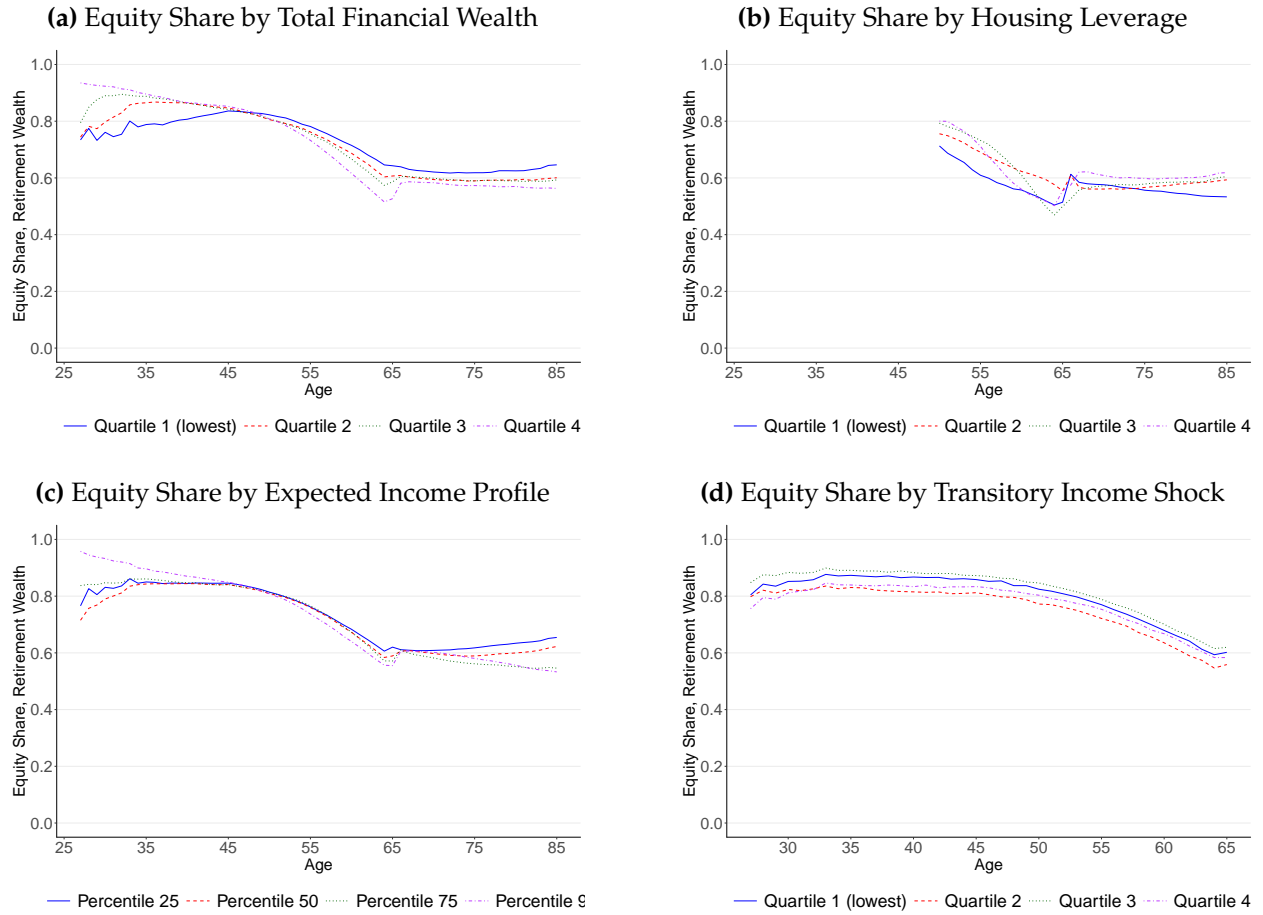 (a) Equity Share by Total Financial Wealth
Equity Share, Retirement Wealth
1.0
0.8
0.6
0.4
0.2
0.0
25 35 45 55 65 75 85
Age
Quartile 1 (lowest) Quartile 2 Quartile 3 Quartile 4
(b) Equity Share by Housing Leverage
Equity Share, Retirement Wealth
1.0
0.8
0.6
0.4
0.2
0.0
25 35 45 55 65 75 85
Age
Quartile 1 (lowest) Quartile 2 Quartile 3 Quartile 4
(c) Equity Share by Expected Income Profile
Equity Share, Retirement Wealth
1.0
0.8
0.6
0.4
0.2
0.0
25 35 45 55 65 75 85
Age
Percentile 25 Percentile 50 Percentile 75 Percentile
(d) Equity Share by Transitory Income Shock
Equity Share, Retirement Wealth
1.0
0.8
0.6
0.4
0.2
0.0
30 35 40 45 50 55 60 65
Age
Quartile 1 (lowest) Quartile 2 Quartile 3 Quartile 4